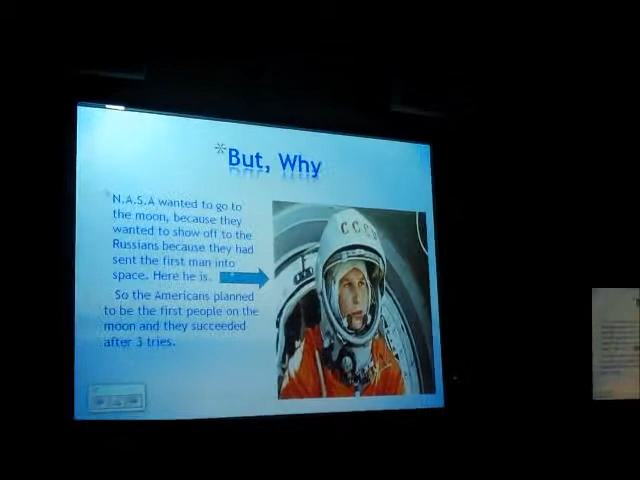 *But, Why
* N.A.S.A wanted to go to
the moon, because they
wanted to show off to the
Russians because they had
sent the first man into
space. Here he is.
So the Americans planned
to be the first people on the
moon and they succeeded
after 3 tries.
CCCP